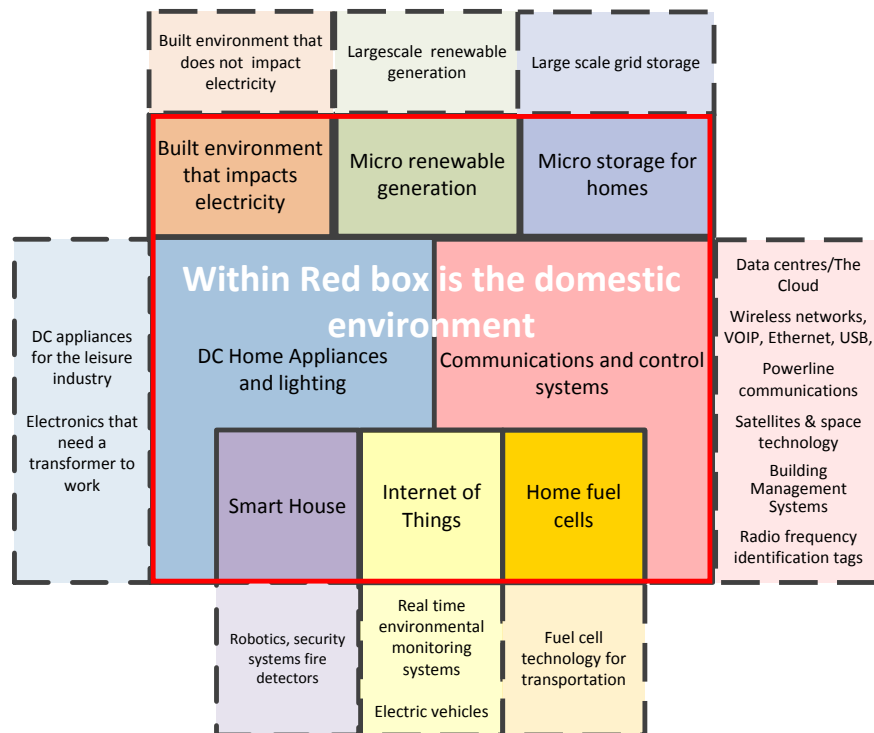 Built environment that
does not impact
electricity
Largescale renewable
generation
Large scale grid storage
Built environment
that impacts
electricity
Micro renewable
generation
Micro storage for
homes
Within Red box is the domestic
environment
DC appliances
for the leisure
industry
Electronics that
need a
transformer to
work
DC Home Appliances
and lighting
Communications and control
systems
Data centres/The
Cloud
Wireless networks,
VOIP, Ethernet, USB,
Powerline
communications
Satellites & space
technology
Building
Management
Systems
Radio frequency
identification tags
Smart House
Internet of
Things
Home fuel
cells
Robotics, security
systems fire
detectors
Real time
environmental
monitoring
systems
Electric vehicles
Fuel cell
technology for
transportation